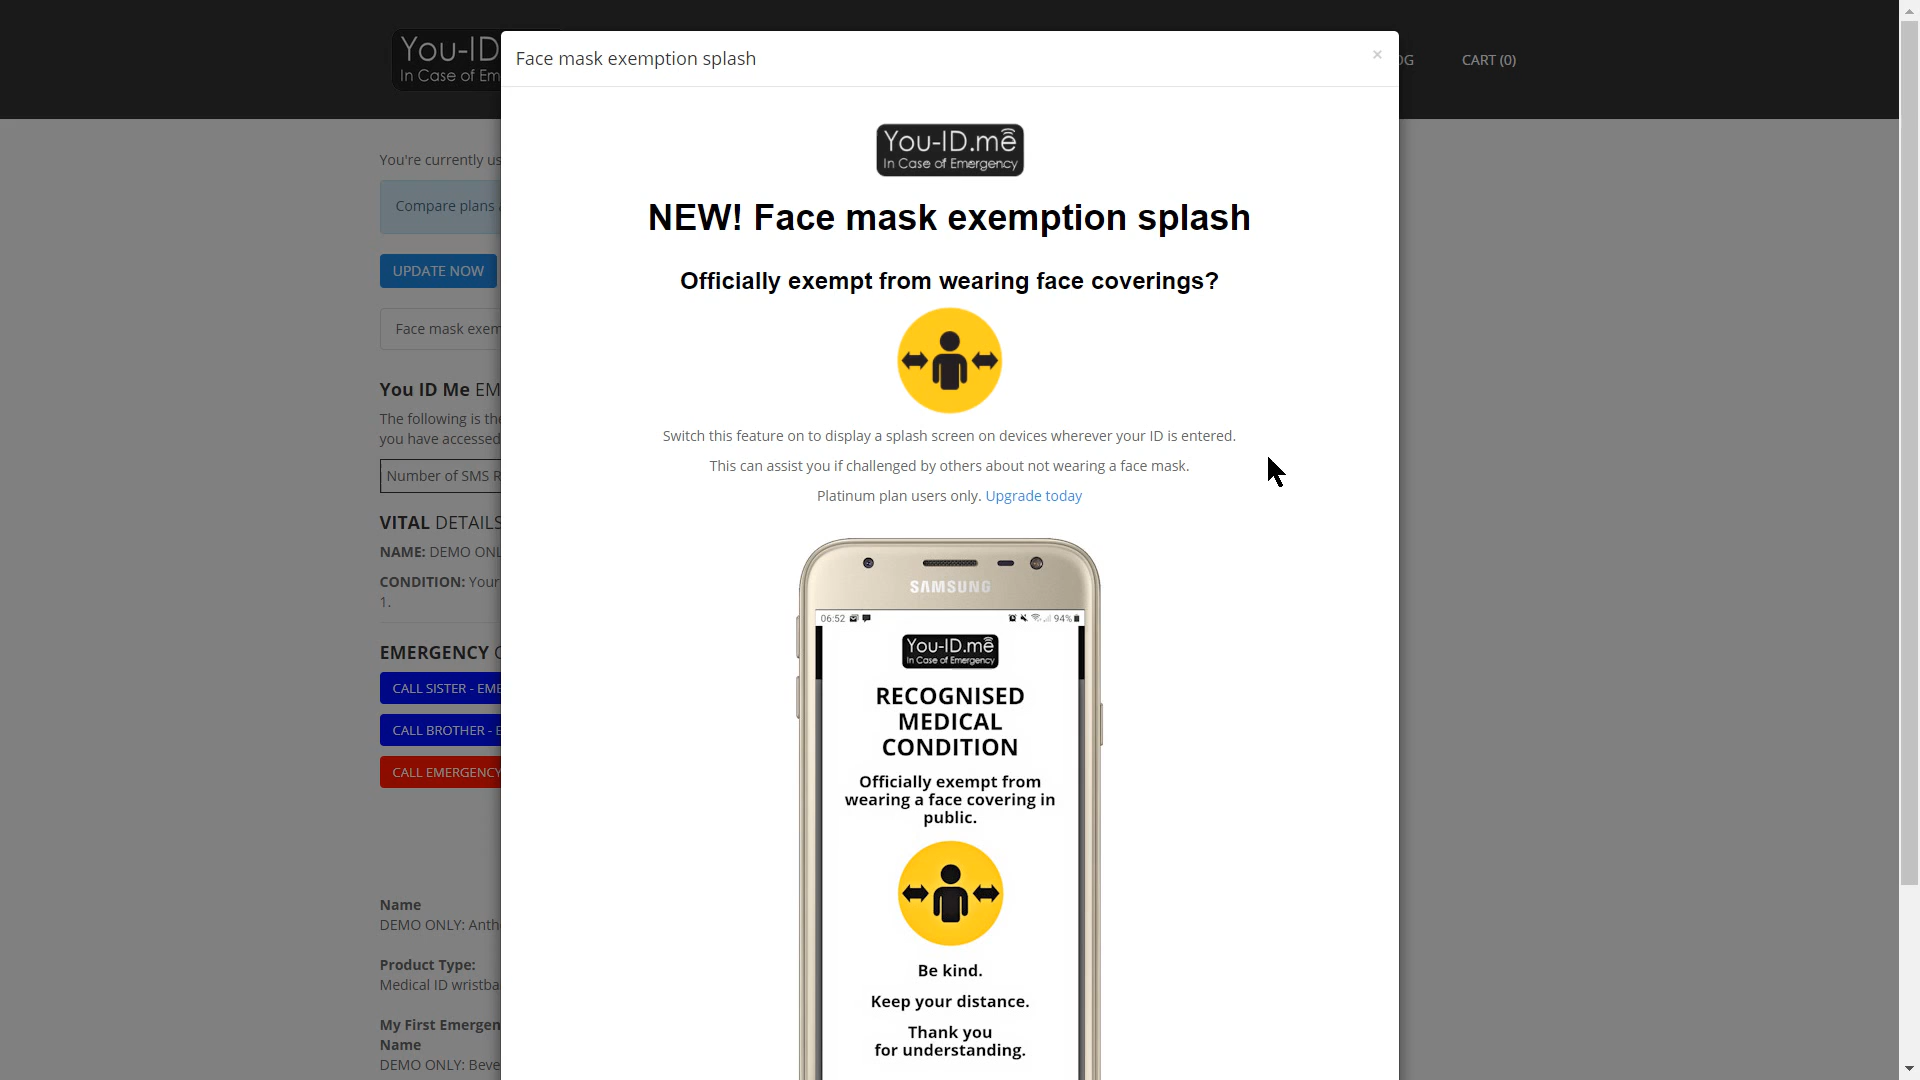 You-ID
In Case of Em
OG
CART (0)
Face mask exemption splash
×
You're currently us
Compare plans
UPDATE NOW
Face mask exem
You ID Me EM
The following is the
you have accessed
Number of SMS R
VITAL DETAILS
NAME: DEMO ONL
CONDITION: Your
1.
EMERGENCY C
CALL SISTER - EME
CALL BROTHER - E
CALL EMERGENCY
Name
DEMO ONLY: Anth
Product Type:
Medical ID wristba
My First Emergen
Name
DEMO ONLY: Beve
You-ID.me
In Case of Emergency
NEW! Face mask exemption splash
Officially exempt from wearing face coverings?
Switch this feature on to display a splash screen on devices wherever your ID is entered.
This can assist you if challenged by others about not wearing a face mask.
Platinum plan users only. Upgrade today
SAMSUNG
06:52
94%
You-ID.me
In Case of Emergency
RECOGNISED
MEDICAL
CONDITION
Officially exempt from
wearing a face covering in
public.
Be kind.
Keep your distance.
Thank you
for understanding.